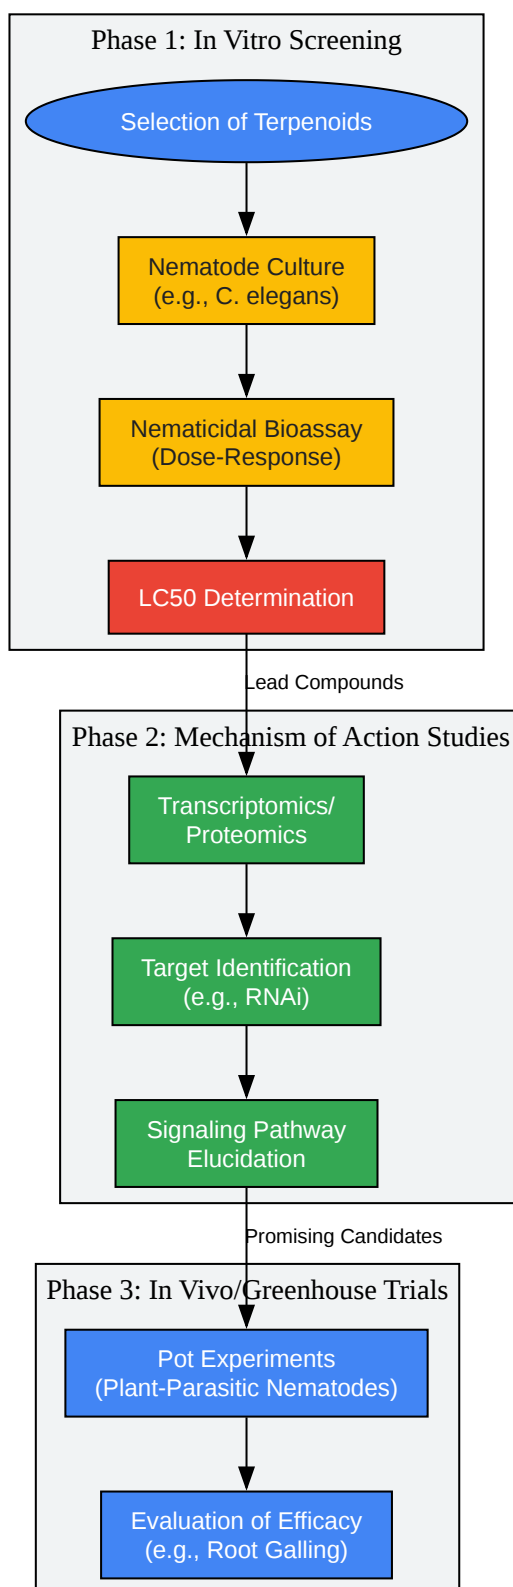 Phase 1: In Vitro Screening
Selection of Terpenoids
Nematode Culture
(e.g., C. elegans)
Nematicidal Bioassay
(Dose-Response)
LC50 Determination
Lead Compounds
Phase 2: Mechanism of Action Studies
Transcriptomics/
Proteomics
Target Identification
(e.g., RNAi)
Signaling Pathway
Elucidation
Promising Candidates
Phase 3: In Vivo/Greenhouse Trials
Pot Experiments
(Plant-Parasitic Nematodes)
Evaluation of Efficacy
(e.g., Root Galling)